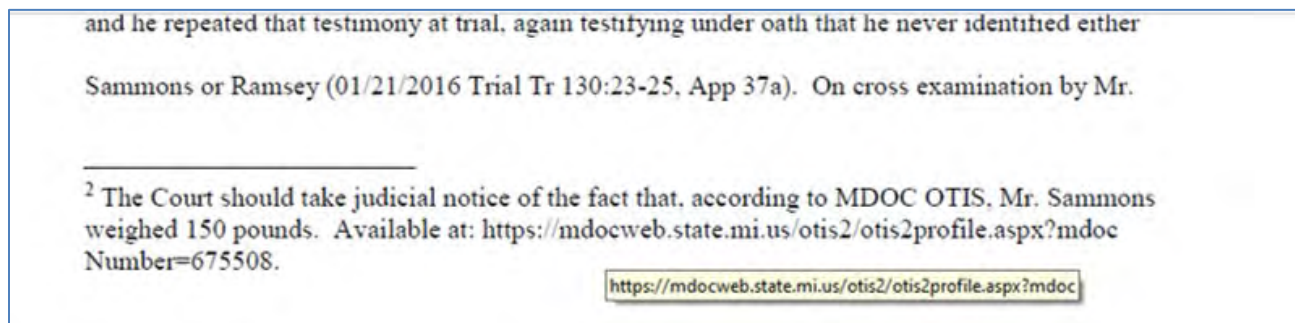 and he repeated that testimony at trial, again testifying under oath that he never identified either
Sammons or Ramsey (01/21/2016 Trial Tr 130:23-25, App 37a).  On cross examination by Mr.
2 The Court should take judicial notice of the fact that, according to MDOC OTIS, Mr. Sammons
weighed 150 pounds.  Available at: https://mdocweb.state.mi.us/otis2/otis2profile.aspx?mdoc
Number=675508.
https://mdocweb.state.mi.us/otis2/otis2profile.aspx?mdoc